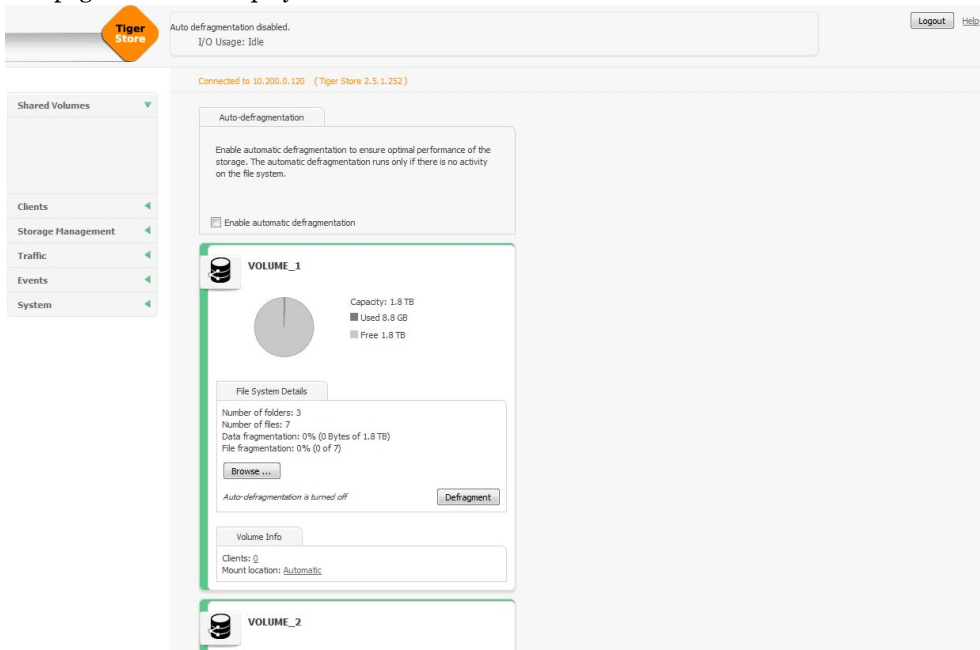 Tiger
Store
Auto defragmentation disabled.
I/O Usage: Idle
Logout
Help
Connected to 10.200.0.120 (Tiger Store 2.5.1.252)
Shared Volumes
Clients
Storage Management
Traffic
Events
System
Auto-defragmentation
Enable automatic defragmentation to ensure optimal performance of the
storage. The automatic defragmentation runs only if there is no activity
on the file system.
Enable automatic defragmentation
VOLUME_1
Capacity: 1.8 TB
Used 8.8 GB
Free 1.8 TB
File System Details
Number of folders: 3
Number of files: 7
Data fragmentation: 0% (0 Bytes of 1.8 TB)
File fragmentation: 0% (0 of 7)
Browse ...
Auto-defragmentation is turned off
Defragment
Volume Info
Clients: 0
Mount location: Automatic
VOLUME_2